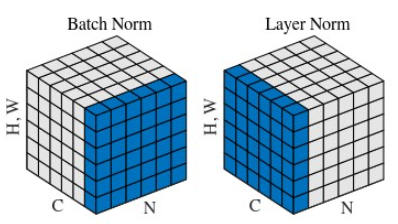 Batch Norm
H, W
C
N
Layer Norm
H, W
C
N